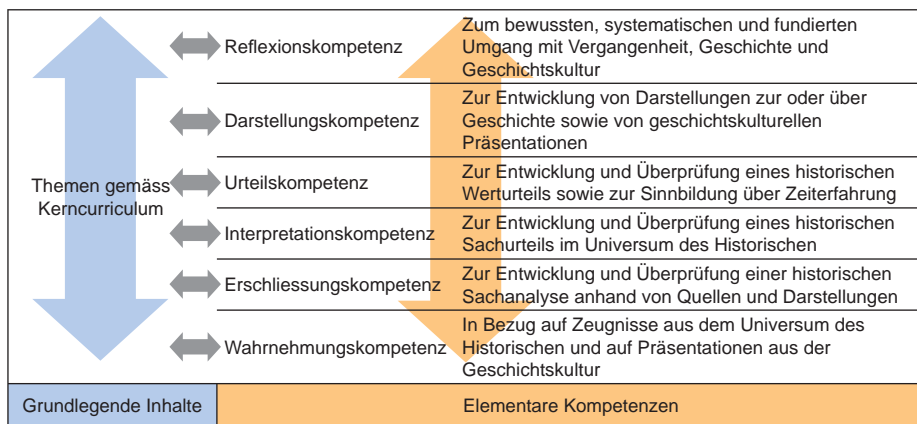 Themen gemäss
Kerncurriculum
Reflexionskompetenz
Zum bewussten, systematischen und fundierten
Umgang mit Vergangenheit, Geschichte und
Geschichtskultur
Darstellungskompetenz
Zur Entwicklung von Darstellungen zur oder über
Geschichte sowie von geschichtskulturellen
Präsentationen
Urteilskompetenz
Zur Entwicklung und Überprüfung eines historischen
Werturteils sowie zur Sinnbildung über Zeiterfahrung
Interpretationskompetenz
Zur Entwicklung und Überprüfung eines historischen
Sachurteils im Universum des Historischen
Erschliessungskompetenz
Zur Entwicklung und Überprüfung einer historischen
Sachanalyse anhand von Quellen und Darstellungen
Wahrnehmungskompetenz
In Bezug auf Zeugnisse aus dem Universum des
Historischen und auf Präsentationen aus der
Geschichtskultur
Grundlegende Inhalte
Elementare Kompetenzen